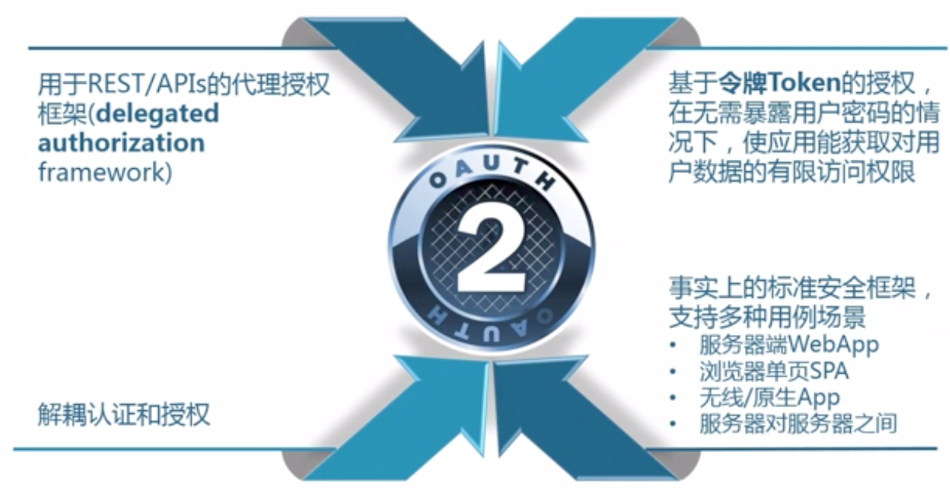 用于REST/APIs的代理授权
框架(delegated
authorization
framework)
基于令牌Token的授权，
在无需暴露用户密码的情
况下，使应用能获取对用
户数据的有限访问权限
OAUTH
2
OAUTH
解耦认证和授权
事实上的标准安全框架，
支持多种用例场景
• 服务器端WebApp
• 浏览器单页SPA
• 无线/原生App
• 服务器对服务器之间